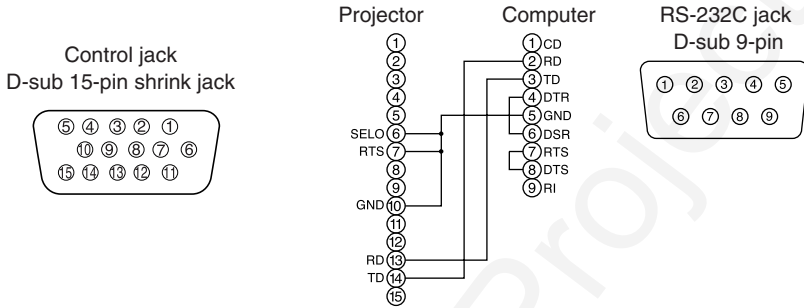 Control jack
D-sub 15-pin shrink jack
⑤ ④ ③ ② ①
⑩ ⑨ ⑧ ⑦ ⑥
⑮ ⑭ ⑬ ⑫ ⑪
Projector
①
②
③
④
⑤
SELO ⑥
RTS ⑦
⑧
⑨
GND ⑩
⑪
⑫
RD ⑬
TD ⑭
⑮
Computer
① CD
② RD
③ TD
④ DTR
⑤ GND
⑥ DSR
⑦ RTS
⑧ DTS
⑨ RI
RS-232C jack
D-sub 9-pin
① ② ③ ④ ⑤
⑥ ⑦ ⑧ ⑨
Project